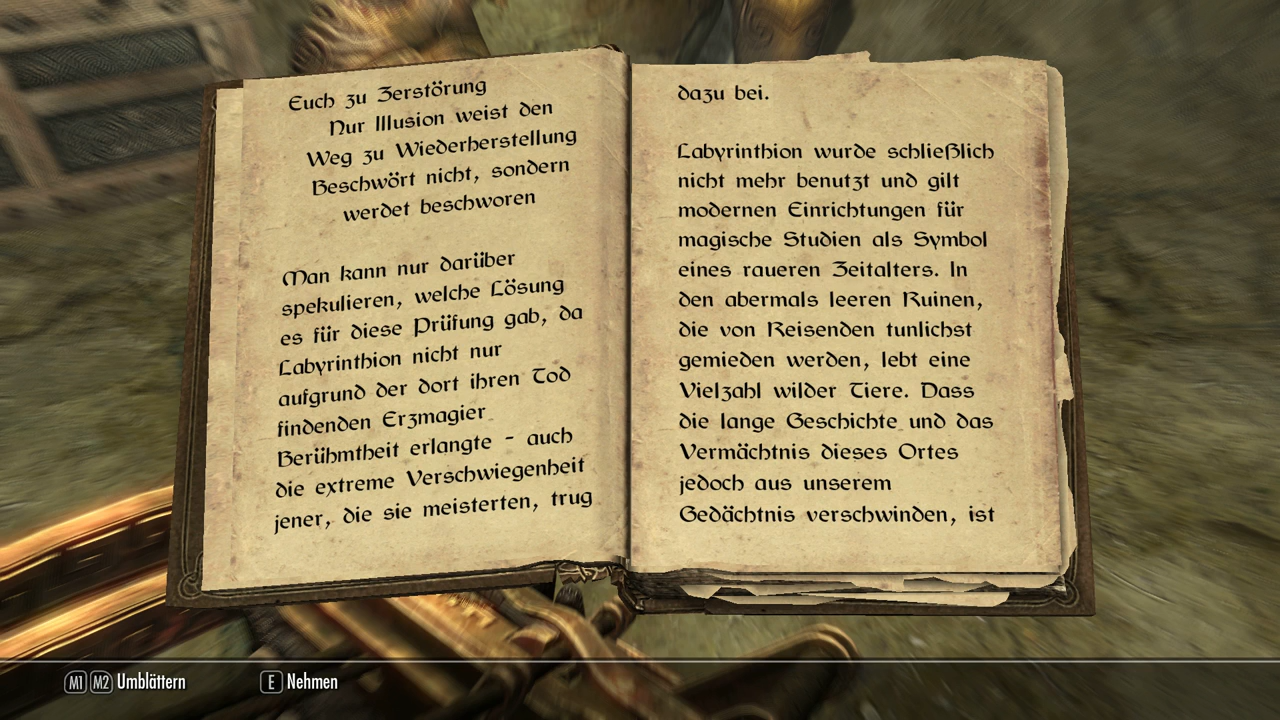 Euch zu Zerstörung
Nur Illusion weist den
Weg zu Wiederherstellung
Beschwört nicht, sondern
werdet beschworen
Man kann nur darüber
spekulieren, welche Lösung
es für diese Prüfung gab, da
Labyrinthion nicht nur
aufgrund der dort ihren Tod
findenden Erzmagier
Berühmtheit erlangte - auch
die extreme Verschwiegenheit
jener, die sie meisterten, trug
dazu bei.
Labyrinthion wurde schließlich
nicht mehr benutzt und gilt
modernen Einrichtungen für
magische Studien als Symbol
eines raueren Zeitalters. In
den abermals leeren Ruinen,
die von Reisenden tunlichst
gemieden werden, lebt eine
Vielzahl wilder Tiere. Dass
die lange Geschichte und das
Vermächtnis dieses Ortes
jedoch aus unserem
Gedächtnis verschwinden, ist
M1 M2 Umblättern E Nehmen